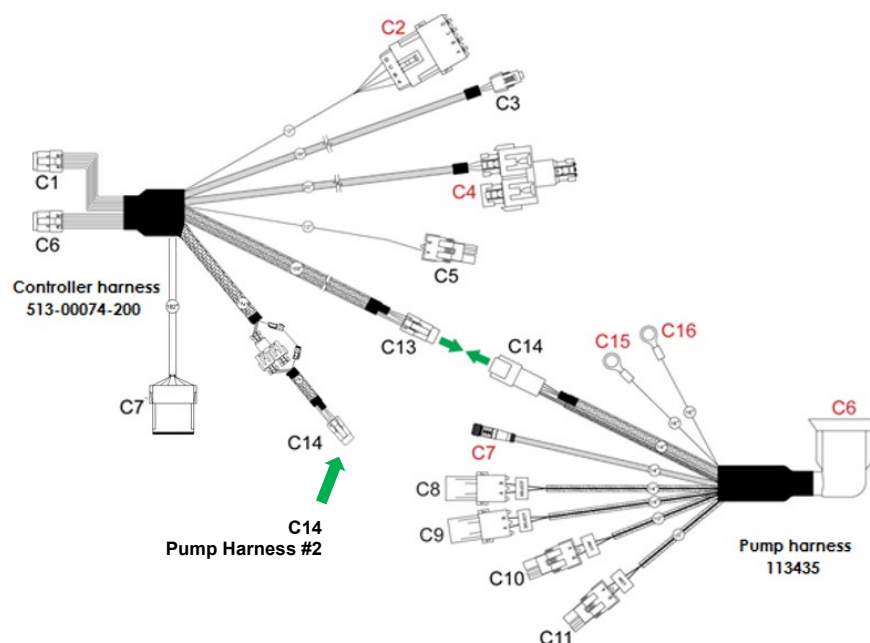 C2
C3
C1
C4
C6
C5
Controller harness
513-00074-200
C13
C14
C15
C16
C7
C14
C6
C7
C8
C14
Pump Harness #2
C9
C10
Pump harness
113435
C11